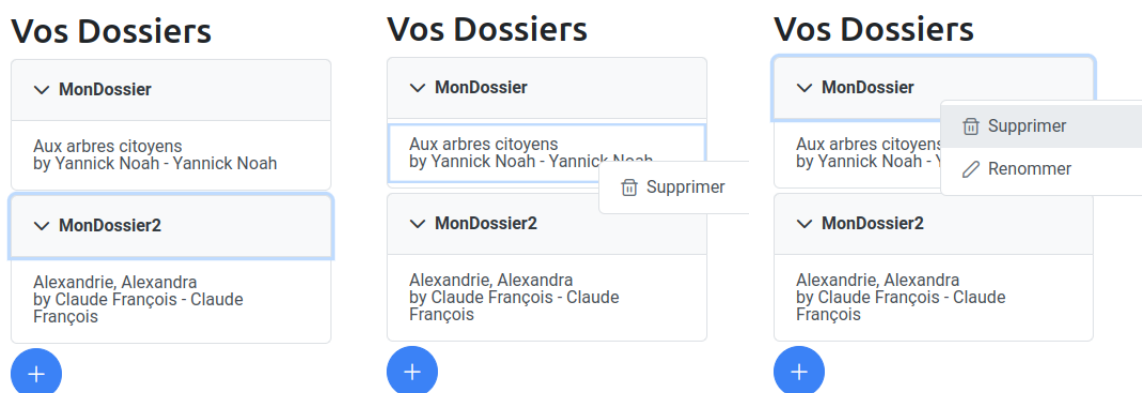 Vos Dossiers
MonDossier
Aux arbres citoyens
by Yannick Noah - Yannick Noah
MonDossier2
Alexandrie, Alexandra
by Claude François - Claude
François
+
Vos Dossiers
MonDossier
Aux arbres citoyens
by Yannick Noah - Yannick Noah
Supprimer
MonDossier2
Alexandrie, Alexandra
by Claude François - Claude
François
+
Vos Dossiers
MonDossier
Aux arbres citoyens
by Yannick Noah -
Supprimer
Renommer
MonDossier2
Alexandrie, Alexandra
by Claude François - Claude
François
+